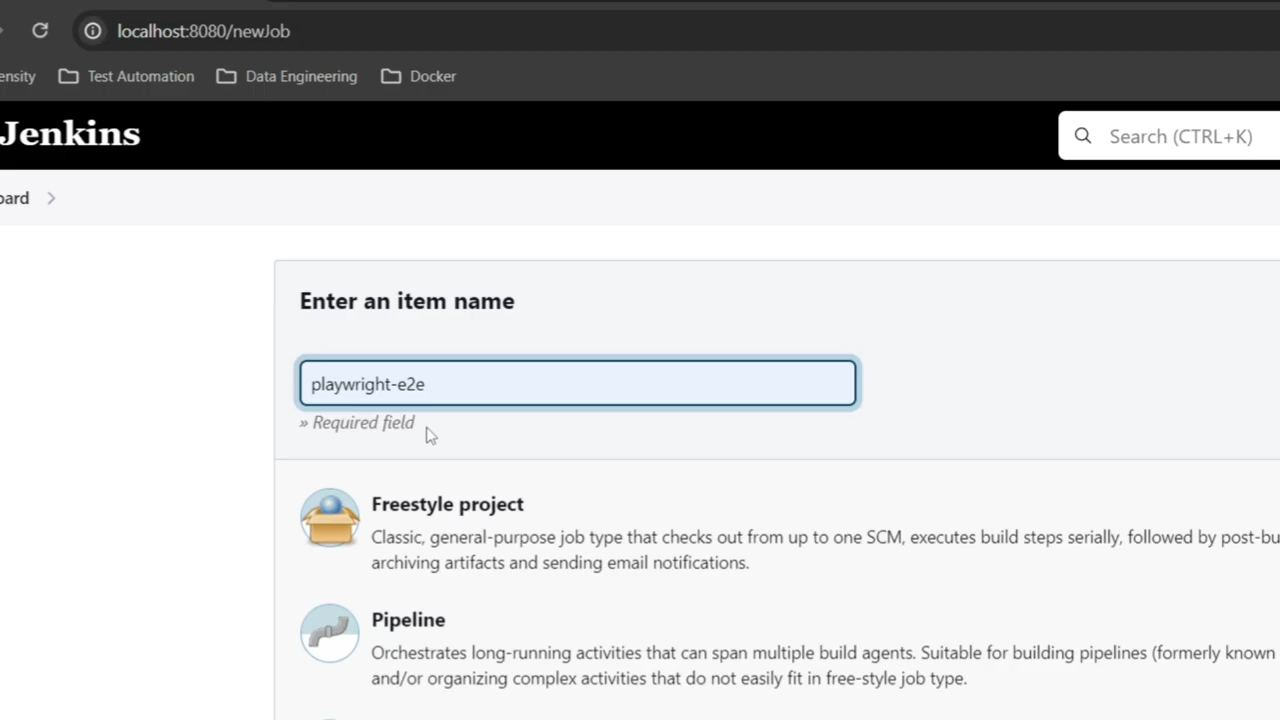 localhost:8080/newJob
ensity Test Automation Data Engineering Docker
Jenkins
Search (CTRL+K)
oard
Enter an item name
playwright-e2e
» Required field
Freestyle project
Classic, general-purpose job type that checks out from up to one SCM, executes build steps serially, followed by post-bu
archiving artifacts and sending email notifications.
Pipeline
Orchestrates long-running activities that can span multiple build agents. Suitable for building pipelines (formerly known
and/or organizing complex activities that do not easily fit in free-style job type.